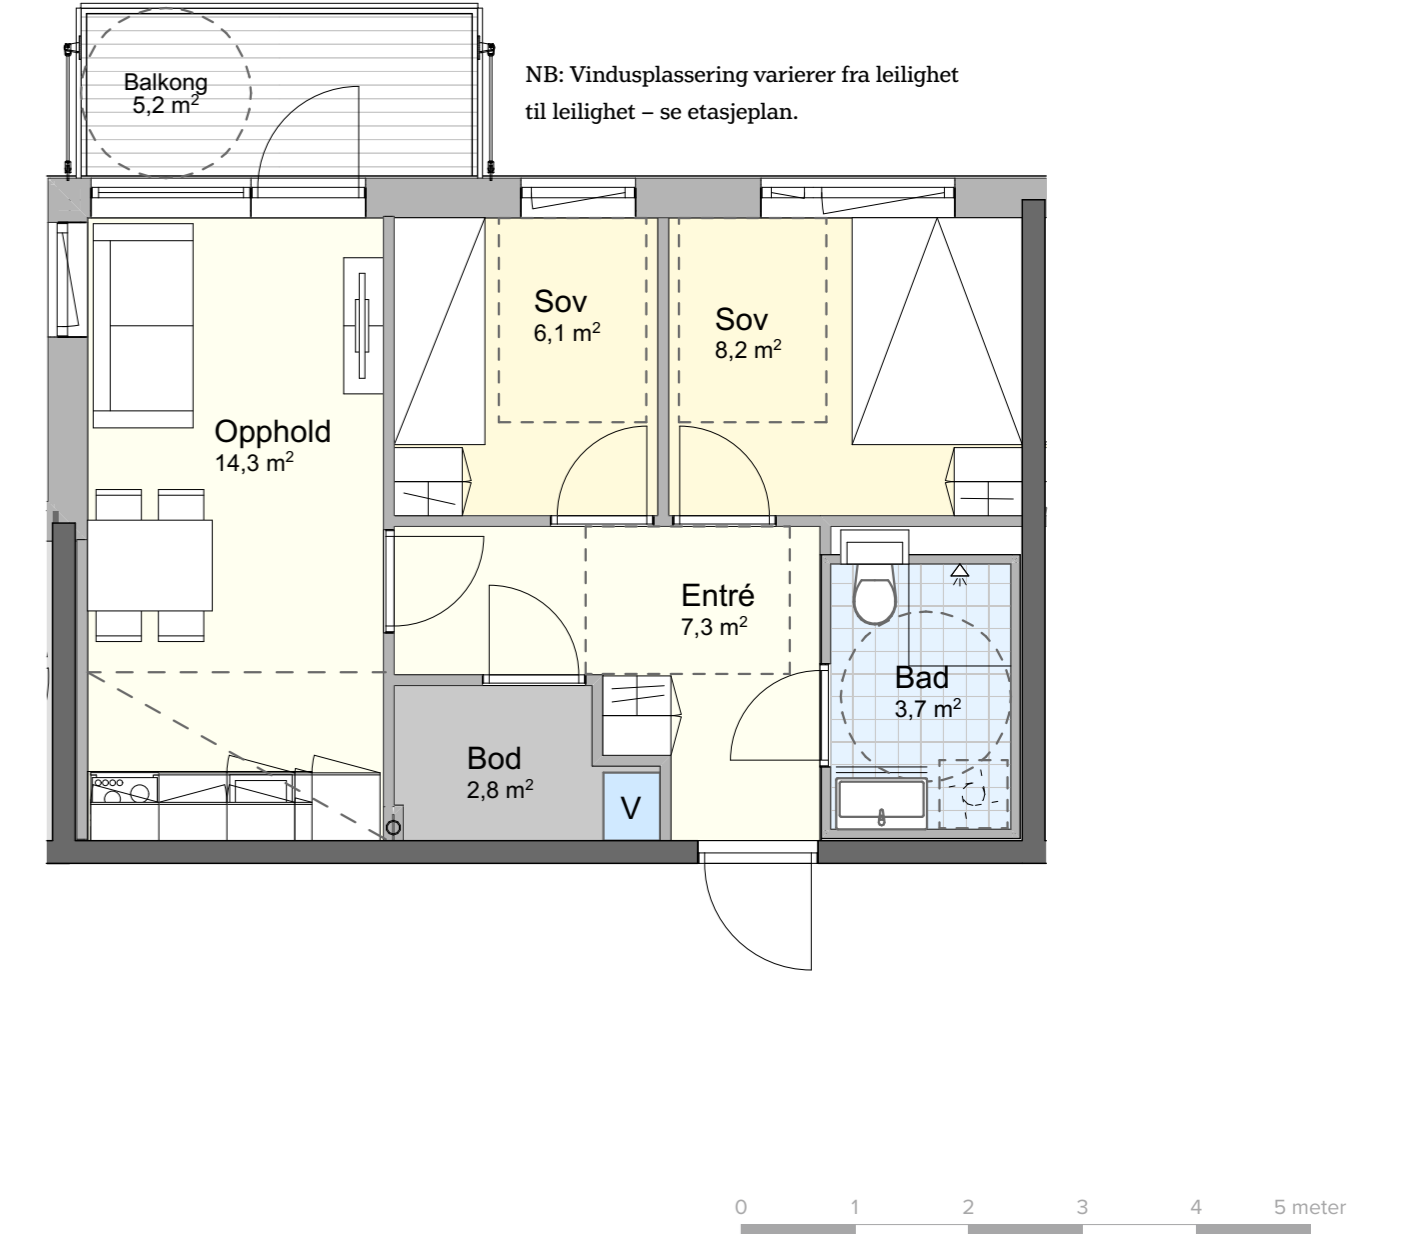 Balkong
5,2 m²
NB: Vindusplassering varierer fra leilighet
til leilighet – se etasjeplan.
Sov
6,1 m²
Sov
8,2 m²
Opphold
14,3 m²
Entré
7,3 m²
Bad
3,7 m²
Bod
2,8 m²
V
0 1 2 3 4 5 meter